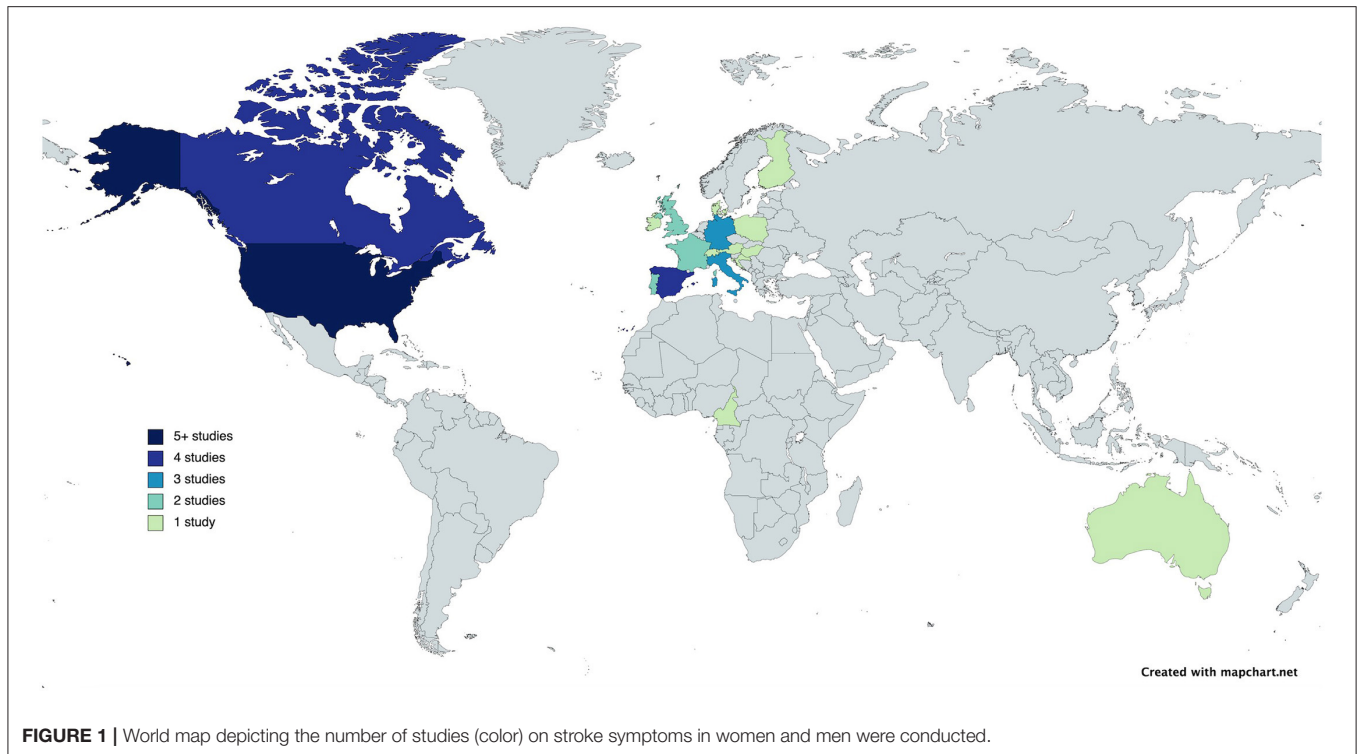 5+ studies
4 studies
3 studies
2 studies
1 study
Created with mapchart.net
FIGURE 1 | World map depicting the number of studies (color) on stroke symptoms in women and men were conducted.